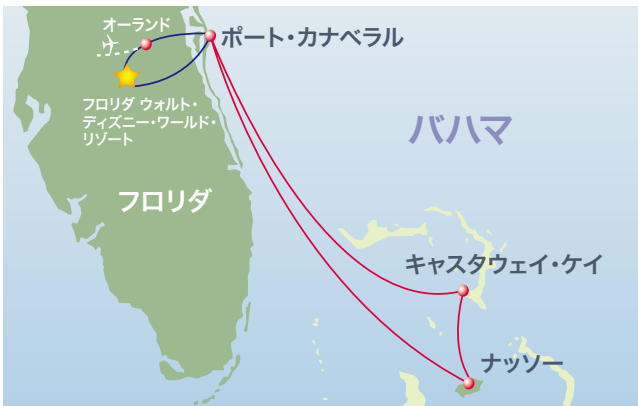 オーランド
ポート・カナベラル
フロリダ ウォルト・
ディズニー・ワールド・
リゾート
バハマ
フロリダ
キャスタウェイ・ケイ
ナッソー